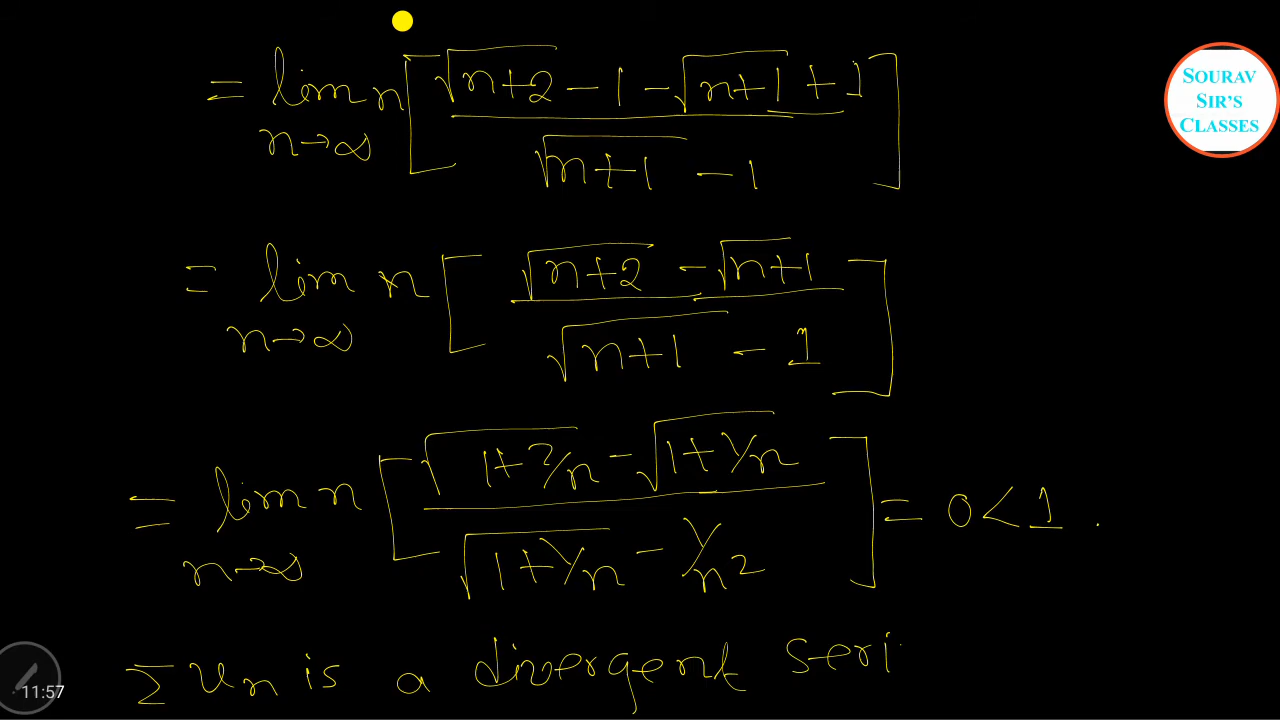 = lim n→∞ n [ (√(n+2) - 1 - √(n+1) + 1) / (√(n+1) - 1) ]
SOURAV
SIR'S
CLASSES
= lim n→∞ n [ (√(n+2) - √(n+1)) / (√(n+1) - 1) ]
= lim n→∞ n [ (√(1+2/n) - √(1+1/n)) / (√(1+1/n) - 1/n2) ] = 0 < 1.
Σ un is a divergent seri
11:57